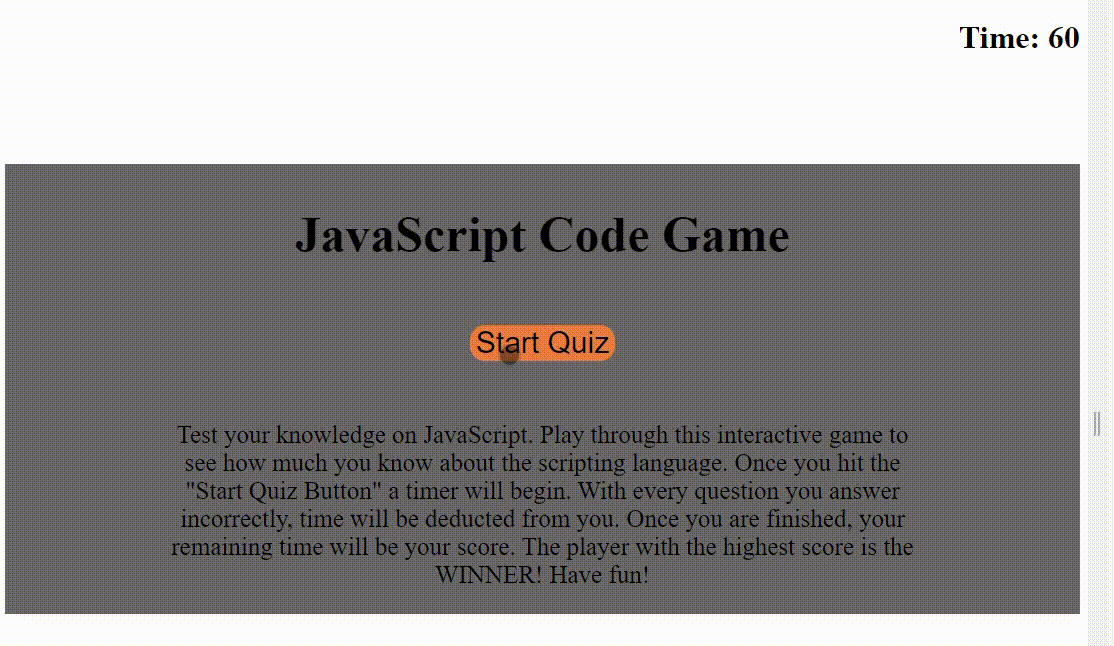 Time: 60
JavaScript Code Game
Start Quiz
Test your knowledge on JavaScript. Play through this interactive game to
see how much you know about the scripting language. Once you hit the
"Start Quiz Button" a timer will begin. With every question you answer
incorrectly, time will be deducted from you. Once you are finished, your
remaining time will be your score. The player with the highest score is the
WINNER! Have fun!